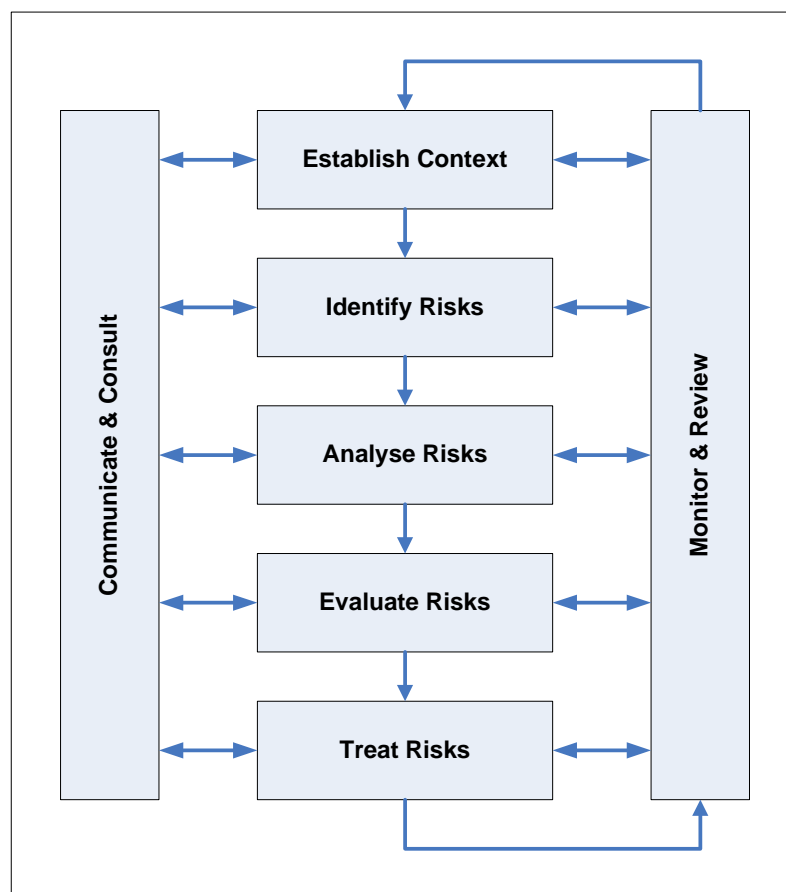 Establish Context
Identify Risks
Analyse Risks
Evaluate Risks
Treat Risks
Communicate & Consult
Monitor & Review